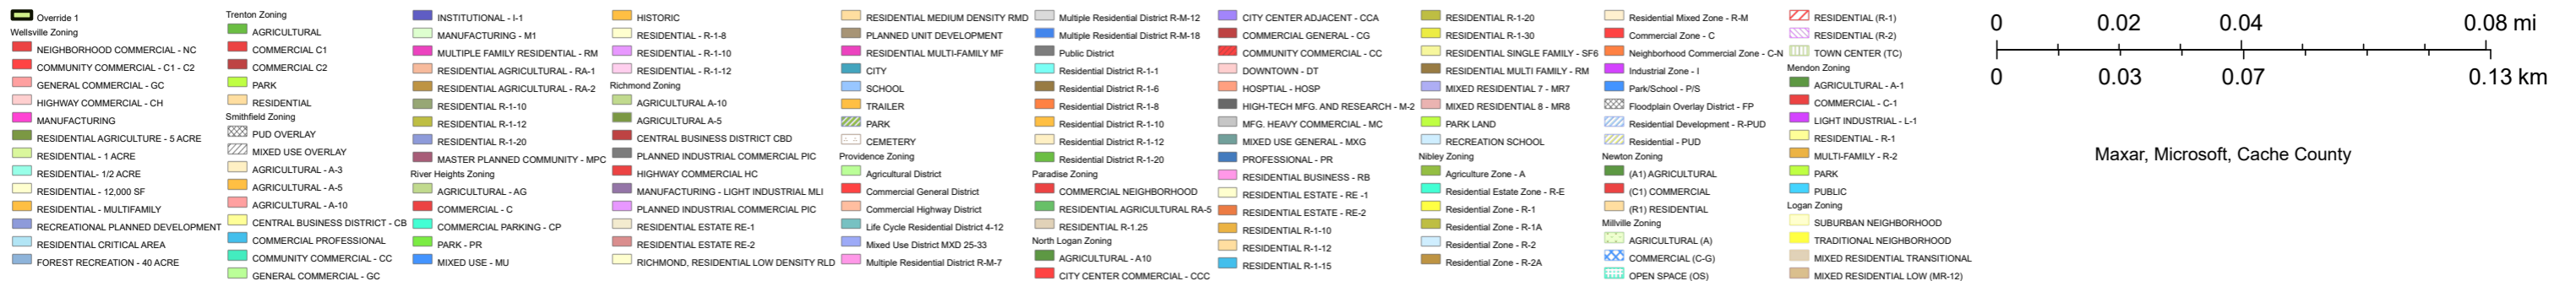 Override 1
Wellsville Zoning
NEIGHBORHOOD COMMERCIAL - NC
COMMUNITY COMMERCIAL - C1 - C2
GENERAL COMMERCIAL - GC
HIGHWAY COMMERCIAL - CH
MANUFACTURING
RESIDENTIAL AGRICULTURE - 5 ACRE
RESIDENTIAL - 1 ACRE
RESIDENTIAL- 1/2 ACRE
RESIDENTIAL - 12,000 SF
RESIDENTIAL - MULTIFAMILY
RECREATIONAL PLANNED DEVELOPMENT
RESIDENTIAL CRITICAL AREA
FOREST RECREATION - 40 ACRE
Trenton Zoning
AGRICULTURAL
COMMERCIAL C1
COMMERCIAL C2
PARK
RESIDENTIAL
Smithfield Zoning
PUD OVERLAY
MIXED USE OVERLAY
AGRICULTURAL - A-3
AGRICULTURAL - A-5
AGRICULTURAL - A-10
CENTRAL BUSINESS DISTRICT - CB
COMMERCIAL PROFESSIONAL
COMMUNITY COMMERCIAL - CC
GENERAL COMMERCIAL - GC
INSTITUTIONAL - I-1
MANUFACTURING - M1
MULTIPLE FAMILY RESIDENTIAL - RM
RESIDENTIAL AGRICULTURAL - RA-1
RESIDENTIAL AGRICULTURAL - RA-2
RESIDENTIAL R-1-10
RESIDENTIAL R-1-12
RESIDENTIAL R-1-20
MASTER PLANNED COMMUNITY - MPC
River Heights Zoning
AGRICULTURAL - AG
COMMERCIAL - C
COMMERCIAL PARKING - CP
PARK - PR
MIXED USE - MU
HISTORIC
RESIDENTIAL - R-1-8
RESIDENTIAL - R-1-10
RESIDENTIAL - R-1-12
Richmond Zoning
AGRICULTURAL A-10
AGRICULTURAL A-5
CENTRAL BUSINESS DISTRICT CBD
PLANNED INDUSTRIAL COMMERCIAL PIC
HIGHWAY COMMERCIAL HC
MANUFACTURING - LIGHT INDUSTRIAL MLI
PLANNED INDUSTRIAL COMMERCIAL PIC
RESIDENTIAL ESTATE RE-1
RESIDENTIAL ESTATE RE-2
RICHMOND, RESIDENTIAL LOW DENSITY RLD
RESIDENTIAL MEDIUM DENSITY RMD
PLANNED UNIT DEVELOPMENT
RESIDENTIAL MULTI-FAMILY MF
CITY
SCHOOL
TRAILER
PARK
CEMETERY
Providence Zoning
Agricultural District
Commercial General District
Commercial Highway District
Life Cycle Residential District 4-12
Mixed Use District MXD 25-33
Multiple Residential District R-M-7
Multiple Residential District R-M-12
Multiple Residential District R-M-18
Public District
Residential District R-1-1
Residential District R-1-6
Residential District R-1-8
Residential District R-1-10
Residential District R-1-12
Residential District R-1-20
Paradise Zoning
COMMERCIAL NEIGHBORHOOD
RESIDENTIAL AGRICULTURAL RA-5
RESIDENTIAL R-1.25
North Logan Zoning
AGRICULTURAL - A10
CITY CENTER COMMERCIAL - CCC
CITY CENTER ADJACENT - CCA
COMMERCIAL GENERAL - CG
COMMUNITY COMMERCIAL - CC
DOWNTOWN - DT
HOSPTIAL - HOSP
HIGH-TECH MFG. AND RESEARCH - M-2
MFG. HEAVY COMMERCIAL - MC
MIXED USE GENERAL - MXG
PROFESSIONAL - PR
RESIDENTIAL BUSINESS - RB
RESIDENTIAL ESTATE - RE -1
RESIDENTIAL ESTATE - RE-2
RESIDENTIAL R-1-10
RESIDENTIAL R-1-12
RESIDENTIAL R-1-15
RESIDENTIAL R-1-20
RESIDENTIAL R-1-30
RESIDENTIAL SINGLE FAMILY - SF6
RESIDENTIAL MULTI FAMILY - RM
MIXED RESIDENTIAL 7 - MR7
MIXED RESIDENTIAL 8 - MR8
PARK LAND
RECREATION SCHOOL
Nibley Zoning
Agriculture Zone - A
Residential Estate Zone - R-E
Residential Zone - R-1
Residential Zone - R-1A
Residential Zone - R-2
Residential Zone - R-2A
Residential Mixed Zone - R-M
Commercial Zone - C
Neighborhood Commercial Zone - C-N
Industrial Zone - I
Park/School - P/S
Floodplain Overlay District - FP
Residential Development - R-PUD
Residential - PUD
Newton Zoning
(A1) AGRICULTURAL
(C1) COMMERCIAL
(R1) RESIDENTIAL
Millville Zoning
AGRICULTURAL (A)
COMMERCIAL (C-G)
OPEN SPACE (OS)
RESIDENTIAL (R-1)
RESIDENTIAL (R-2)
TOWN CENTER (TC)
Mendon Zoning
AGRICULTURAL - A-1
COMMERCIAL - C-1
LIGHT INDUSTRIAL - L-1
RESIDENTIAL - R-1
MULTI-FAMILY - R-2
PARK
PUBLIC
Logan Zoning
SUBURBAN NEIGHBORHOOD
TRADITIONAL NEIGHBORHOOD
MIXED RESIDENTIAL TRANSITIONAL
MIXED RESIDENTIAL LOW (MR-12)
0 0.02 0.04 0.08 mi
0 0.03 0.07 0.13 km
Maxar, Microsoft, Cache County